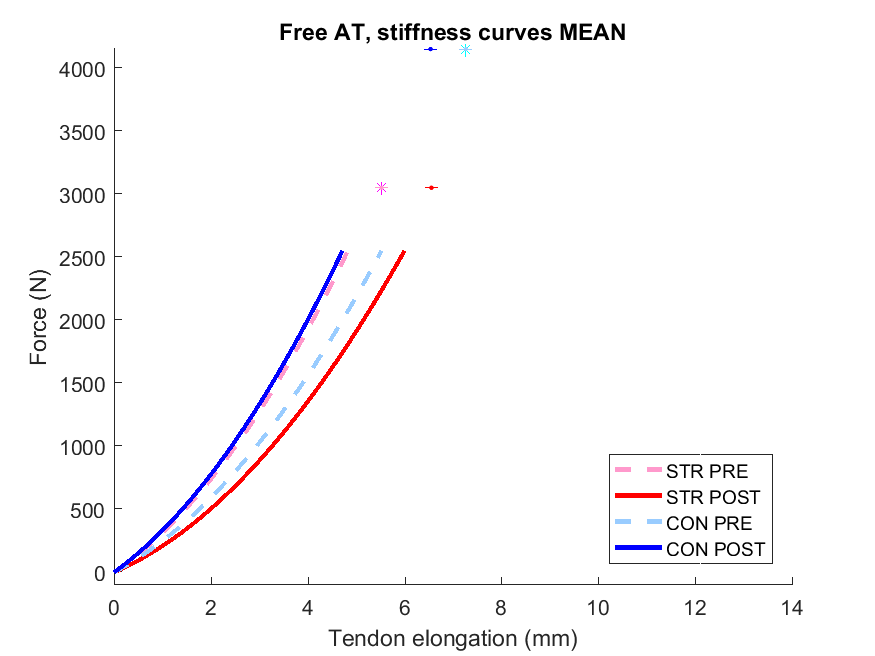 Free AT, stiffness curves MEAN
4000
3500
3000
2500
2000
1500
1000
500
0
Force (N)
0 2 4 6 8 10 12 14
Tendon elongation (mm)
STR PRE
STR POST
CON PRE
CON POST